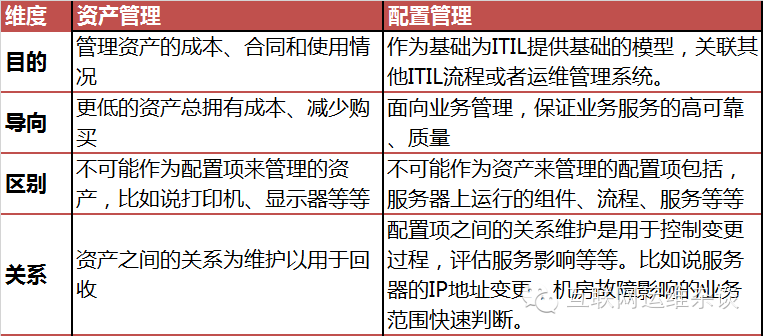 维度 资产管理 配置管理
目的 管理资产的成本、合同和使用情
况
作为基础为ITIL提供基础的模型，关联其
他ITIL流程或者运维管理系统。
导向 更低的资产总拥有成本、减少购
买
面向业务管理，保证业务服务的高可靠
、质量
区别 不可能作为配置项来管理的资
产，比如说打印机、显示器等等
不可能作为资产来管理的配置项包括，
服务器上运行的组件、流程、服务等等
关系 资产之间的关系为维护以用于回
收
配置项之间的关系维护是用于控制变更
过程，评估服务影响等等。比如说服务
器的IP地址变更、机房故障影响的业务
范围快速判断。
互联网运维杂谈